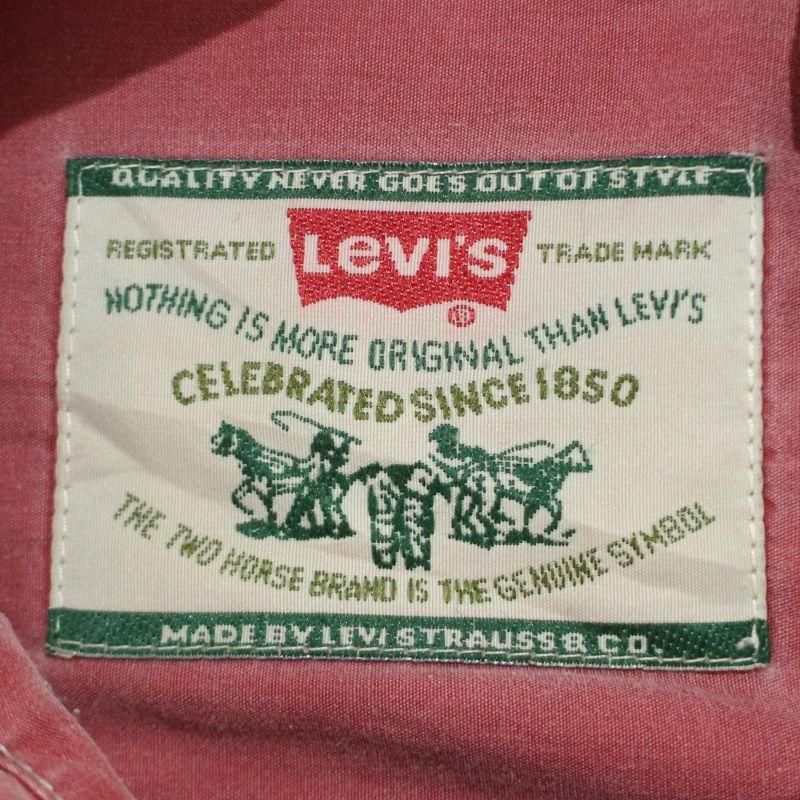 QUALITY NEVER GOES OUT OF STYLE
REGISTRATED Levi's TRADE MARK
®
NOTHING IS MORE ORIGINAL THAN LEVI'S
CELEBRATED SINCE 1850
THE TWO HORSE BRAND IS THE GENUINE SYMBOL
MADE BY LEVI STRAUSS & CO.